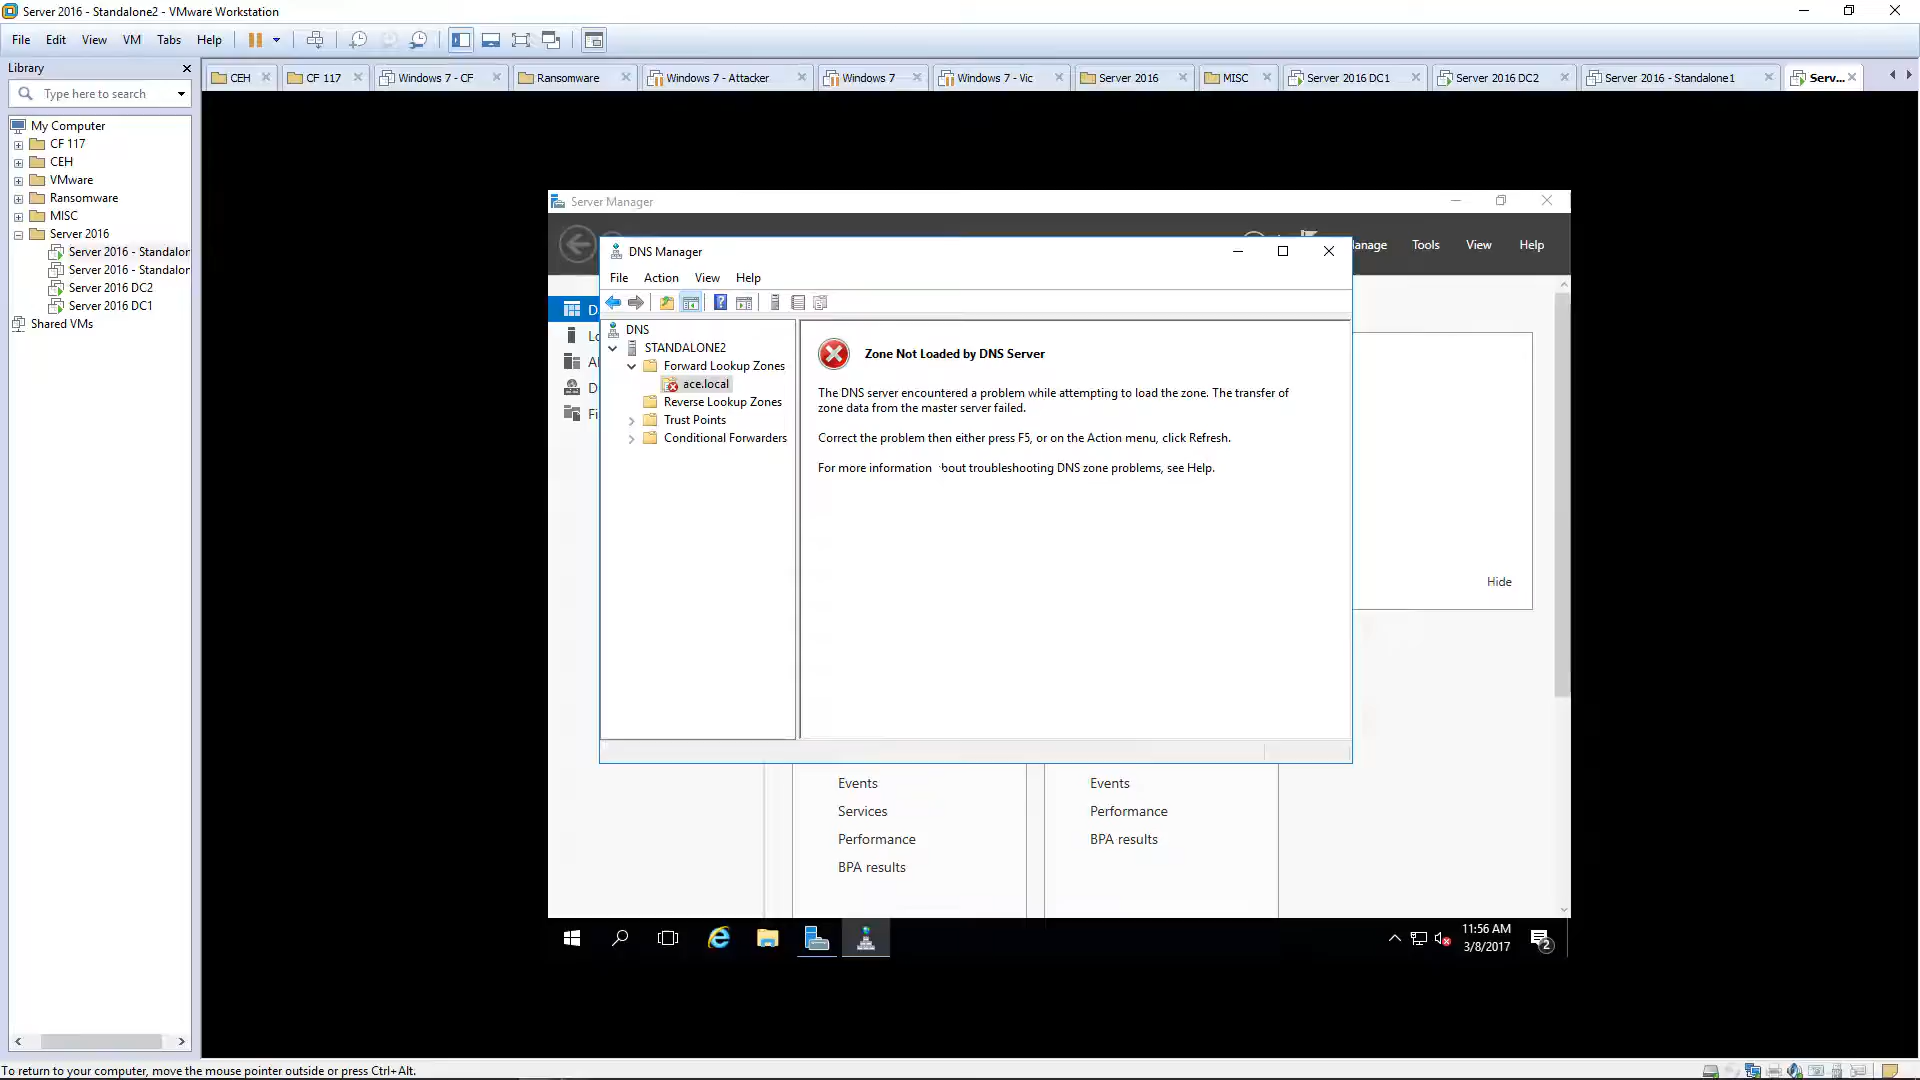 Server 2016 - Standalone2 - VMware Workstation
File Edit View VM Tabs Help
Library
Type here to search
My Computer
CF 117
CEH
VMware
Ransomware
MISC
Server 2016
Server 2016 - Standalor
Server 2016 - Standalor
Server 2016 DC2
Server 2016 DC1
Shared VMs
CEH CF 117 Windows 7 - CF Ransomware Windows 7 - Attacker Windows 7 Windows 7 - Vic Server 2016 MISC Server 2016 DC1 Server 2016 DC2 Server 2016 - Standalone1 Serv...
Server Manager
anage Tools View Help
D
Lo
Al
D
Fi
DNS Manager
File Action View Help
DNS
STANDALONE2
Forward Lookup Zones
ace.local
Reverse Lookup Zones
Trust Points
Conditional Forwarders
Zone Not Loaded by DNS Server
The DNS server encountered a problem while attempting to load the zone. The transfer of
zone data from the master server failed.
Correct the problem then either press F5, or on the Action menu, click Refresh.
For more information bout troubleshooting DNS zone problems, see Help.
Hide
Events
Services
Performance
BPA results
Events
Performance
BPA results
11:56 AM
3/8/2017
2
To return to your computer, move the mouse pointer outside or press Ctrl+Alt.